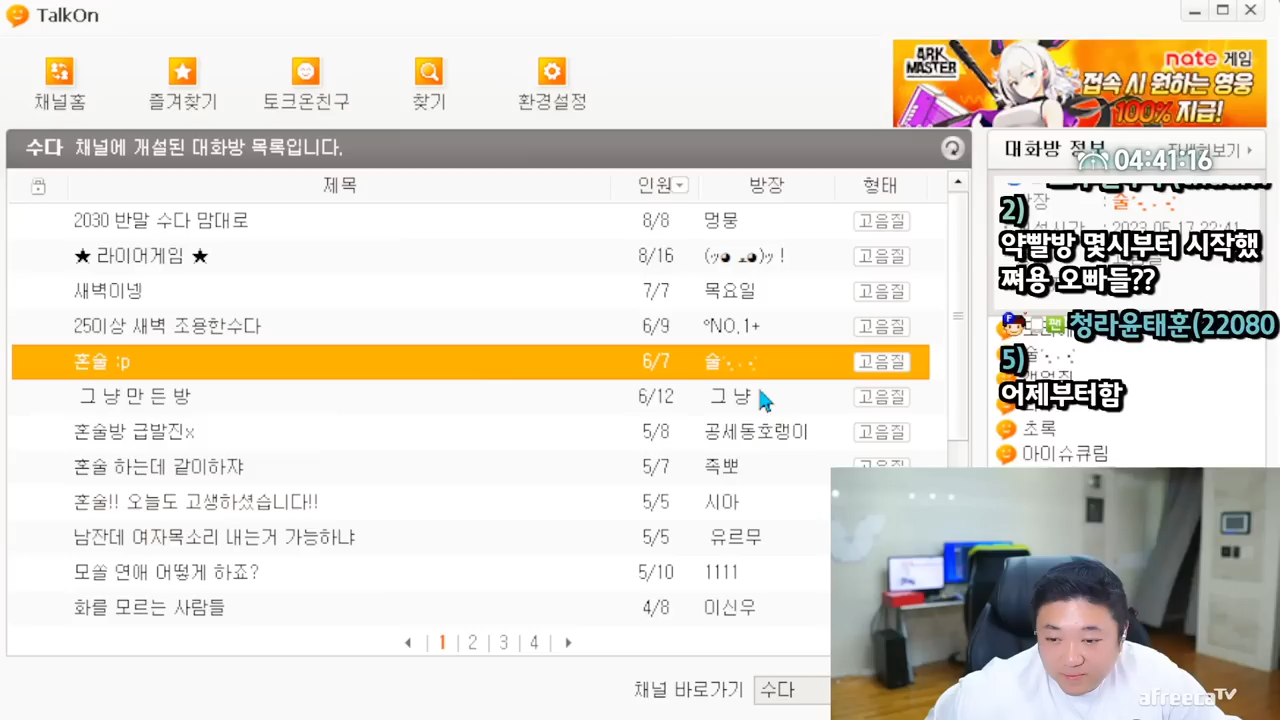 TalkOn
채널홈
즐겨찾기
토크온친구
찾기
환경설정
ARK
MASTER
nate 게임
접속 시 원하는 영웅
100% 지급!
수다 채널에 개설된 대화방 목록입니다.
대화방 정보
04:41:16
제목 인원 방장 형태
2030 반말 수다 맘대로 8/8 멍뭉 고음질
★ 라이어게임 ★ 8/16 고음질
새벽이넹 7/7 목요일 고음질
25이상 새벽 조용한수다 6/9 °NO.1+ 고음질
혼술 :p 6/7 술 고음질
그 냥 만 든 방 6/12 그 냥 고음질
혼술방 급발진x 5/8 공세동호랭이 고음질
혼술 하는데 같이하쟈 5/7 족뽀 고음질
혼술!! 오늘도 고생하셨습니다!! 5/5 시아
남잔데 여자목소리 내는거 가능하냐 5/5 유르무
모쏠 연애 어떻게 하죠? 5/10 1111
화를 모르는 사람들 4/8 이신우
1 2 3 4
채널 바로가기 수다
2)
약빨방 몇시부터 시작했
쪄용 오빠들??
청라윤태훈(22080
5)
어제부터함
초록
아이슈크림
afreecaTV